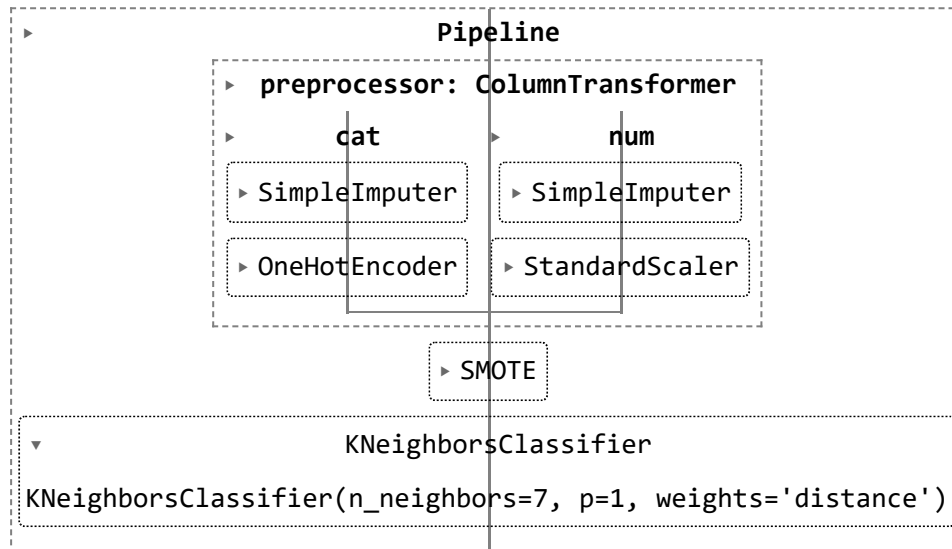 Pipeline
preprocessor: ColumnTransformer
cat
num
SimpleImputer
SimpleImputer
OneHotEncoder
StandardScaler
SMOTE
KNeighborsClassifier
KNeighborsClassifier(n_neighbors=7, p=1, weights='distance')